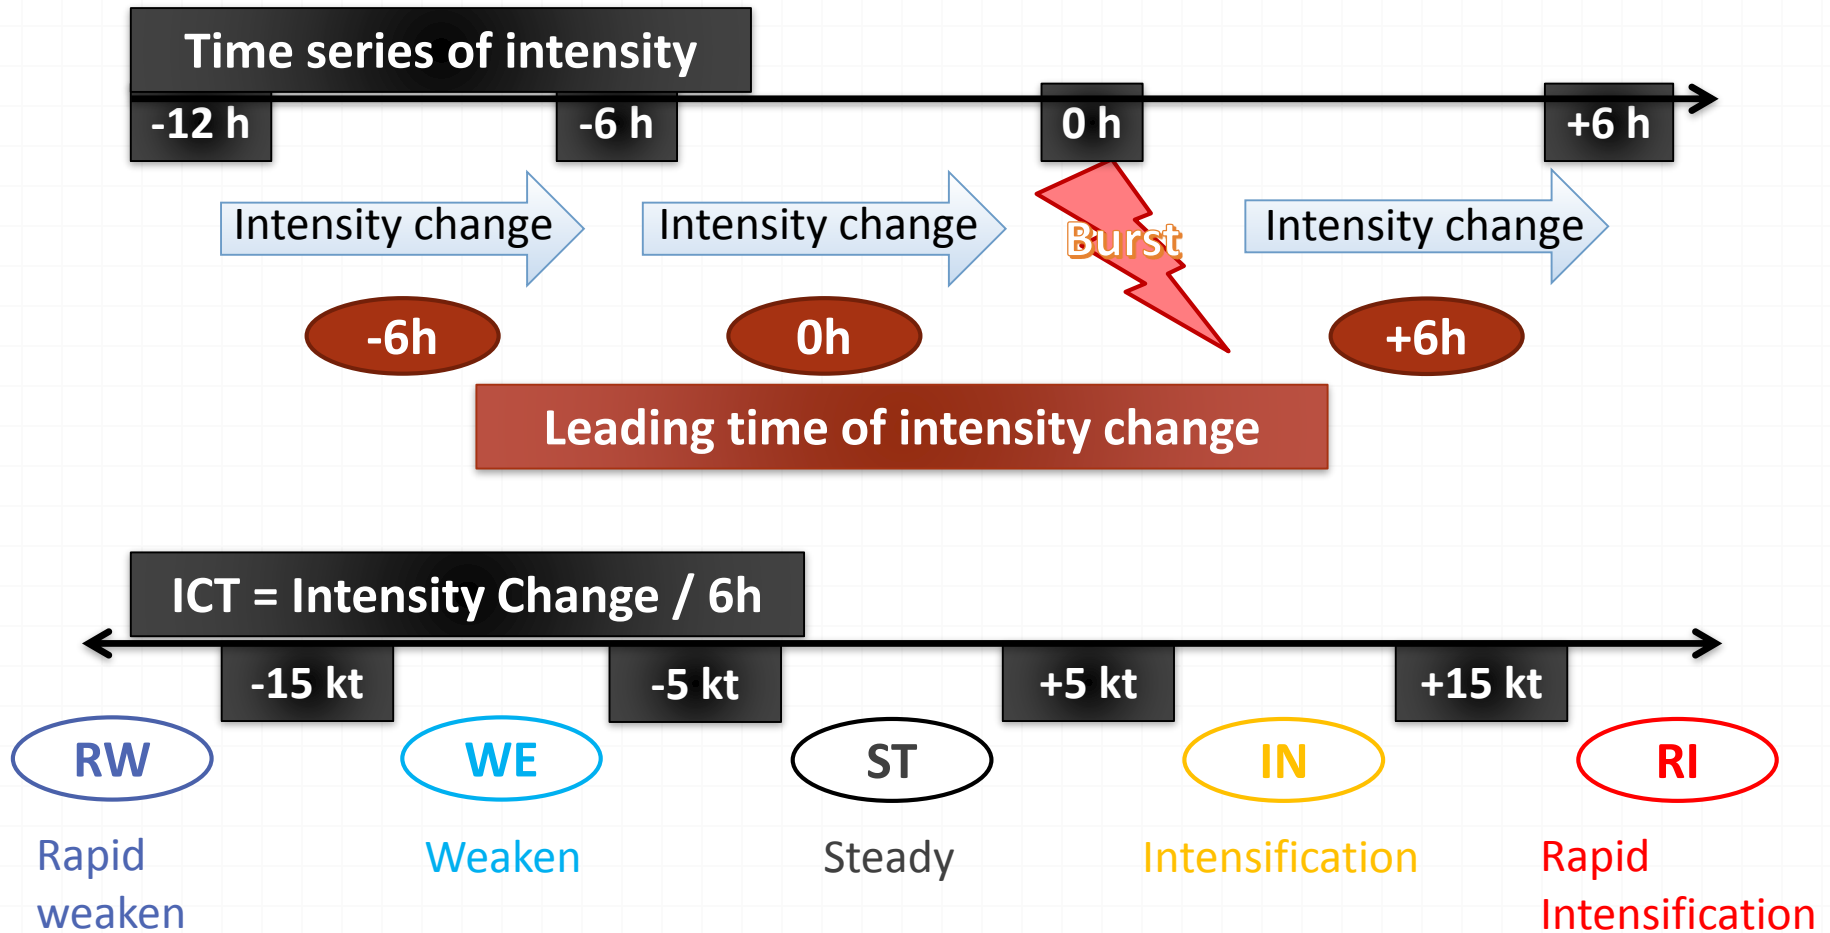 Time series of intensity
-12 h
-6 h
0 h
+6 h
Intensity change
Intensity change
Burst
Intensity change
-6h
0h
+6h
Leading time of intensity change
ICT = Intensity Change / 6h
-15 kt
-5 kt
+5 kt
+15 kt
RW
WE
ST
IN
RI
Rapid
weaken
Weaken
Steady
Intensification
Rapid
Intensification